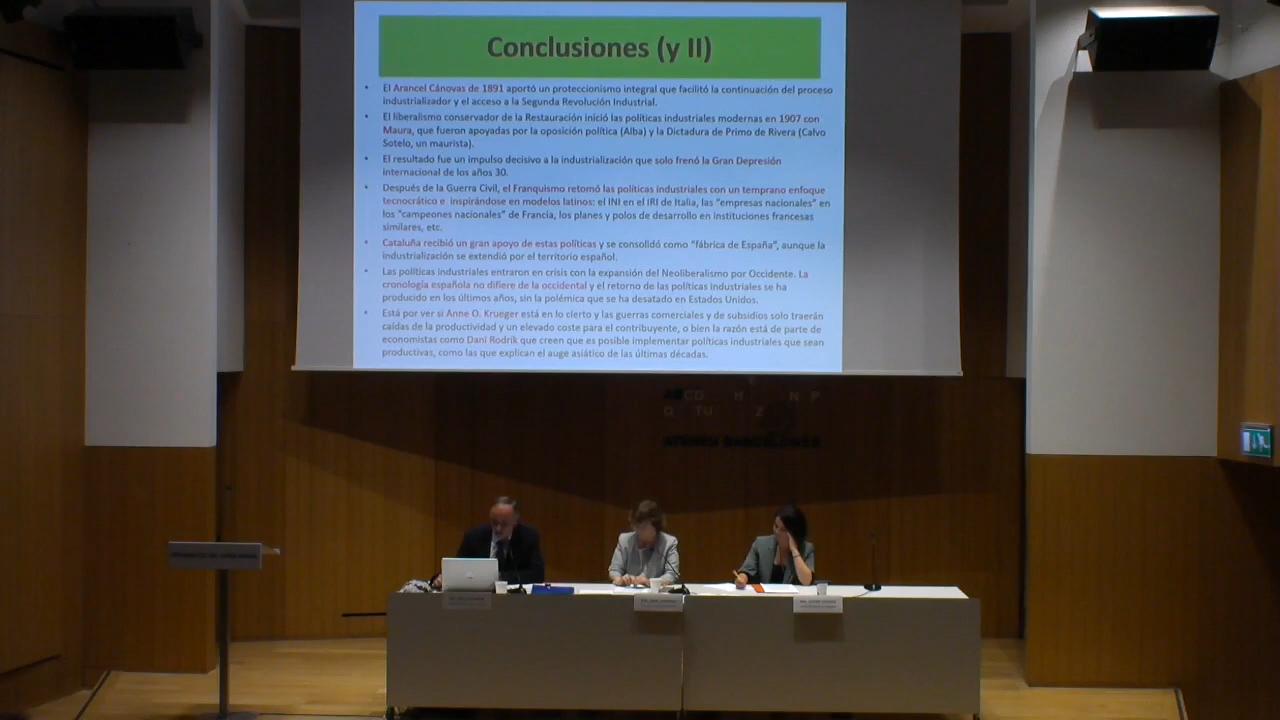 Conclusiones (y II)
• El Arancel Cánovas de 1891 aportó un proteccionismo integral que facilitó la continuación del proceso
industrializador y el acceso a la Segunda Revolución Industrial.
• El liberalismo conservador de la Restauración inició las políticas industriales modernas en 1907 con
Maura, que fueron apoyadas por la oposición política (Alba) y la Dictadura de Primo de Rivera (Calvo
Sotelo, un maurista).
• El resultado fue un impulso decisivo a la industrialización que solo frenó la Gran Depresión
internacional de los años 30.
• Después de la Guerra Civil, el Franquismo retomó las políticas industriales con un temprano enfoque
tecnocrático e inspirándose en modelos latinos: el INI en el IRI de Italia, las "empresas nacionales" en
los "campeones nacionales" de Francia, los planes y polos de desarrollo en instituciones francesas
similares, etc.
• Cataluña recibió un gran apoyo de estas políticas y se consolidó como "fábrica de España", aunque la
industrialización se extendió por el territorio español.
• Las políticas industriales entraron en crisis con la expansión del Neoliberalismo por Occidente. La
cronología española no difiere de la occidental y el retorno de las políticas industriales se ha
producido en los últimos años, sin la polémica que se ha desatado en Estados Unidos.
• Está por ver si Anne O. Krueger está en lo cierto y las guerras comerciales y de subsidios solo traerán
caídas de la productividad y un elevado coste para el contribuyente, o bien la razón está de parte de
economistas como Dani Rodrik que creen que es posible implementar políticas industriales que sean
productivas, como las que explican el auge asiático de las últimas décadas.
ABCD H N P
Q TU Z
ATENEU BARCELONÈS